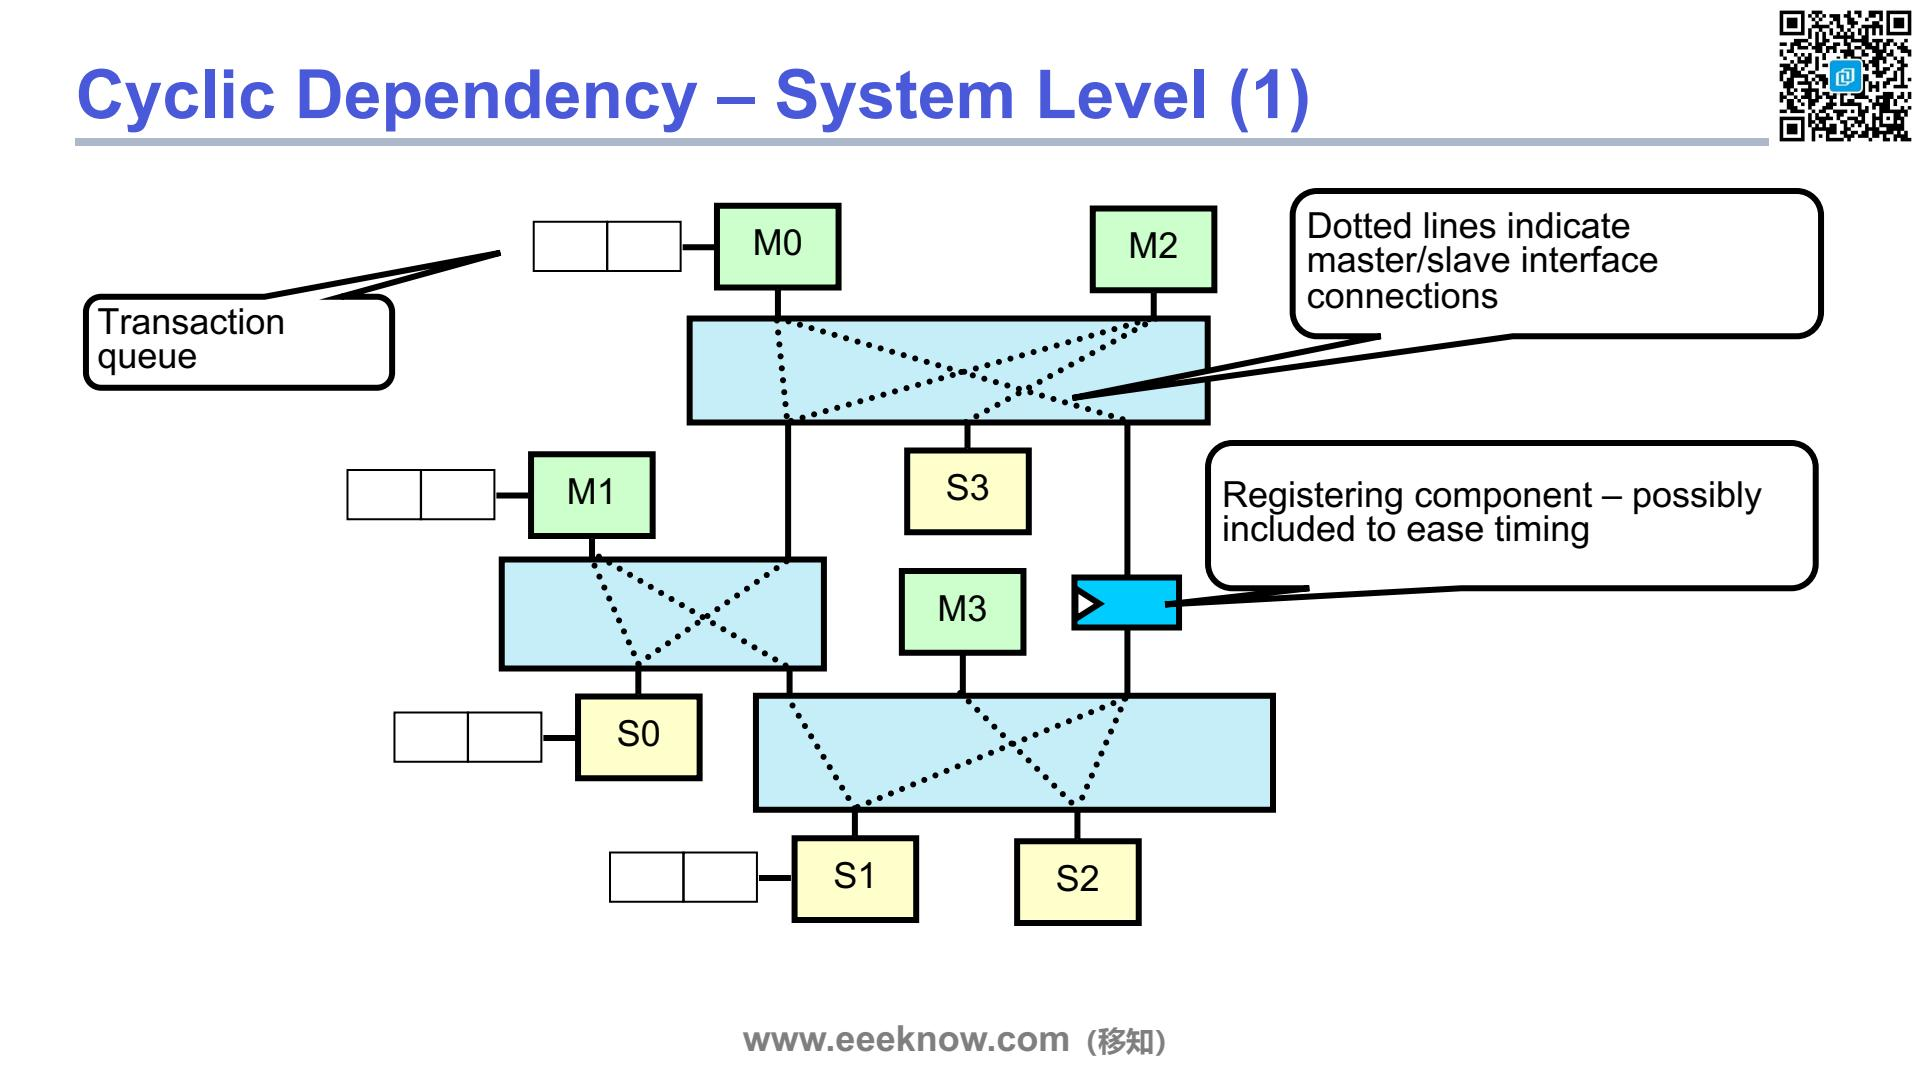 Cyclic Dependency – System Level (1)
M0
M2
Dotted lines indicate
master/slave interface
connections
Transaction
queue
M1
S3
Registering component – possibly
included to ease timing
M3
S0
S1
S2
www.eeeknow.com (移知)